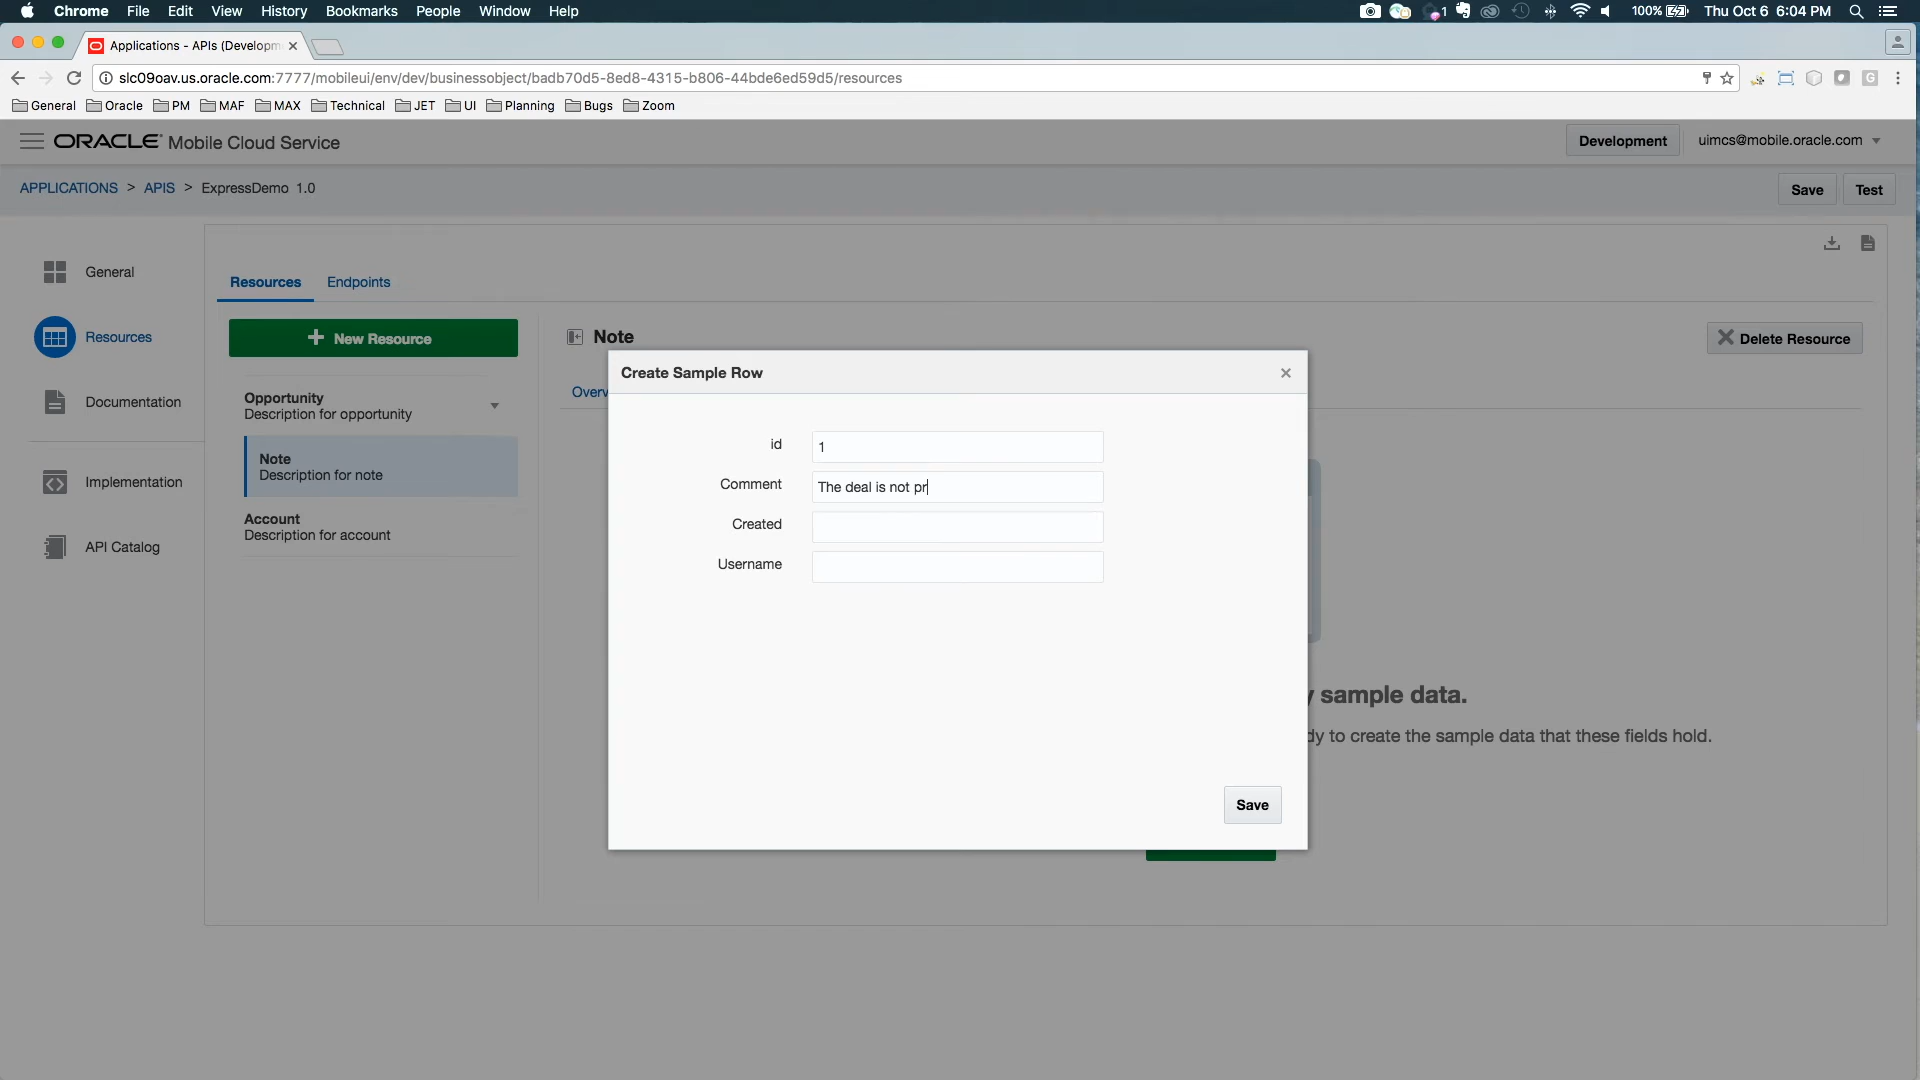 Chrome File Edit View History Bookmarks People Window Help 1 100% Thu Oct 6 6:04 PM
Applications - APIs (Developm
slc09oav.us.oracle.com:7777/mobileui/env/dev/businessobject/badb70d5-8ed8-4315-b806-44bde6ed59d5/resources
General Oracle PM MAF MAX Technical JET UI Planning Bugs Zoom
ORACLE Mobile Cloud Service Development uimcs@mobile.oracle.com
APPLICATIONS > APIS > ExpressDemo 1.0 Save Test
General
Resources
Documentation
Implementation
API Catalog
Resources Endpoints
New Resource
Opportunity
Description for opportunity
Note
Description for note
Account
Description for account
Note
Delete Resource
Overv
Create Sample Row
id 1
Comment The deal is not pr
Created
Username
Save
y sample data.
dy to create the sample data that these fields hold.